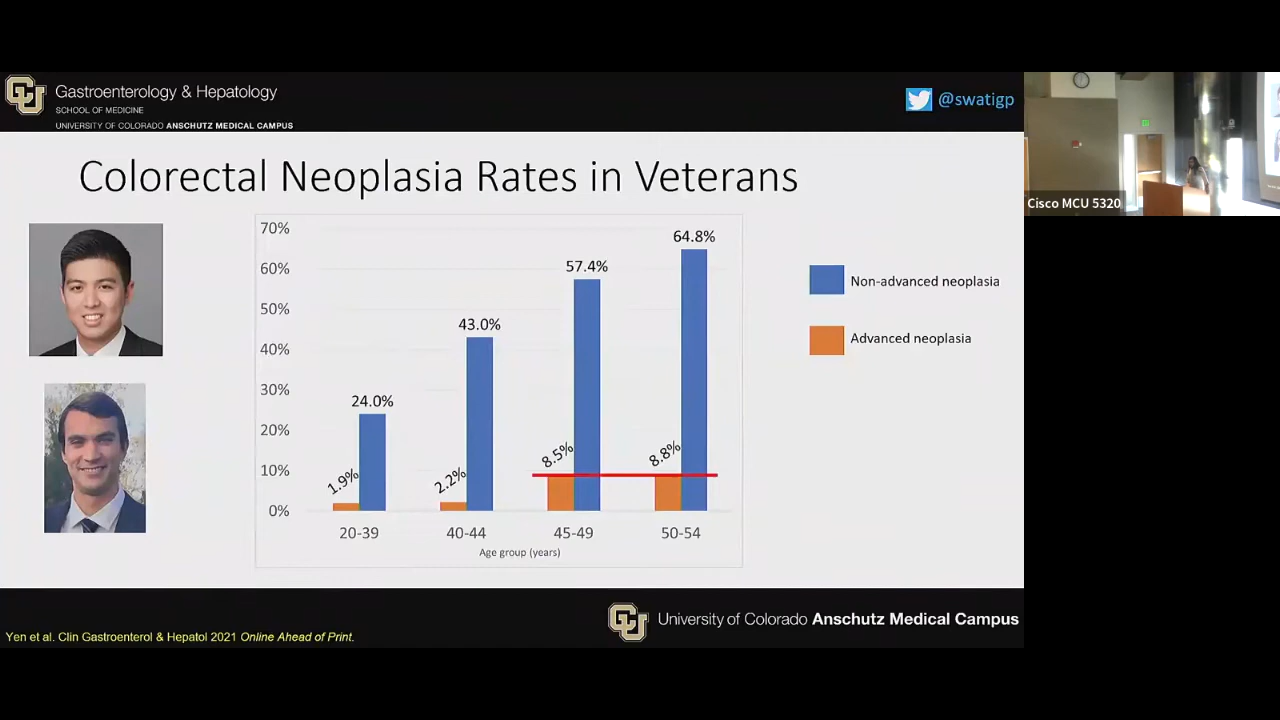 Gastroenterology & Hepatology
SCHOOL OF MEDICINE
UNIVERSITY OF COLORADO ANSCHUTZ MEDICAL CAMPUS
@swatigp
Cisco MCU 5320
Colorectal Neoplasia Rates in Veterans
70%
60%
50%
40%
30%
20%
10%
0%
1.9%
24.0%
2.2%
43.0%
8.5%
57.4%
8.8%
64.8%
20-39
40-44
45-49
50-54
Age group (years)
Non-advanced neoplasia
Advanced neoplasia
Yen et al. Clin Gastroenterol & Hepatol 2021 Online Ahead of Print.
CU
University of Colorado Anschutz Medical Campus